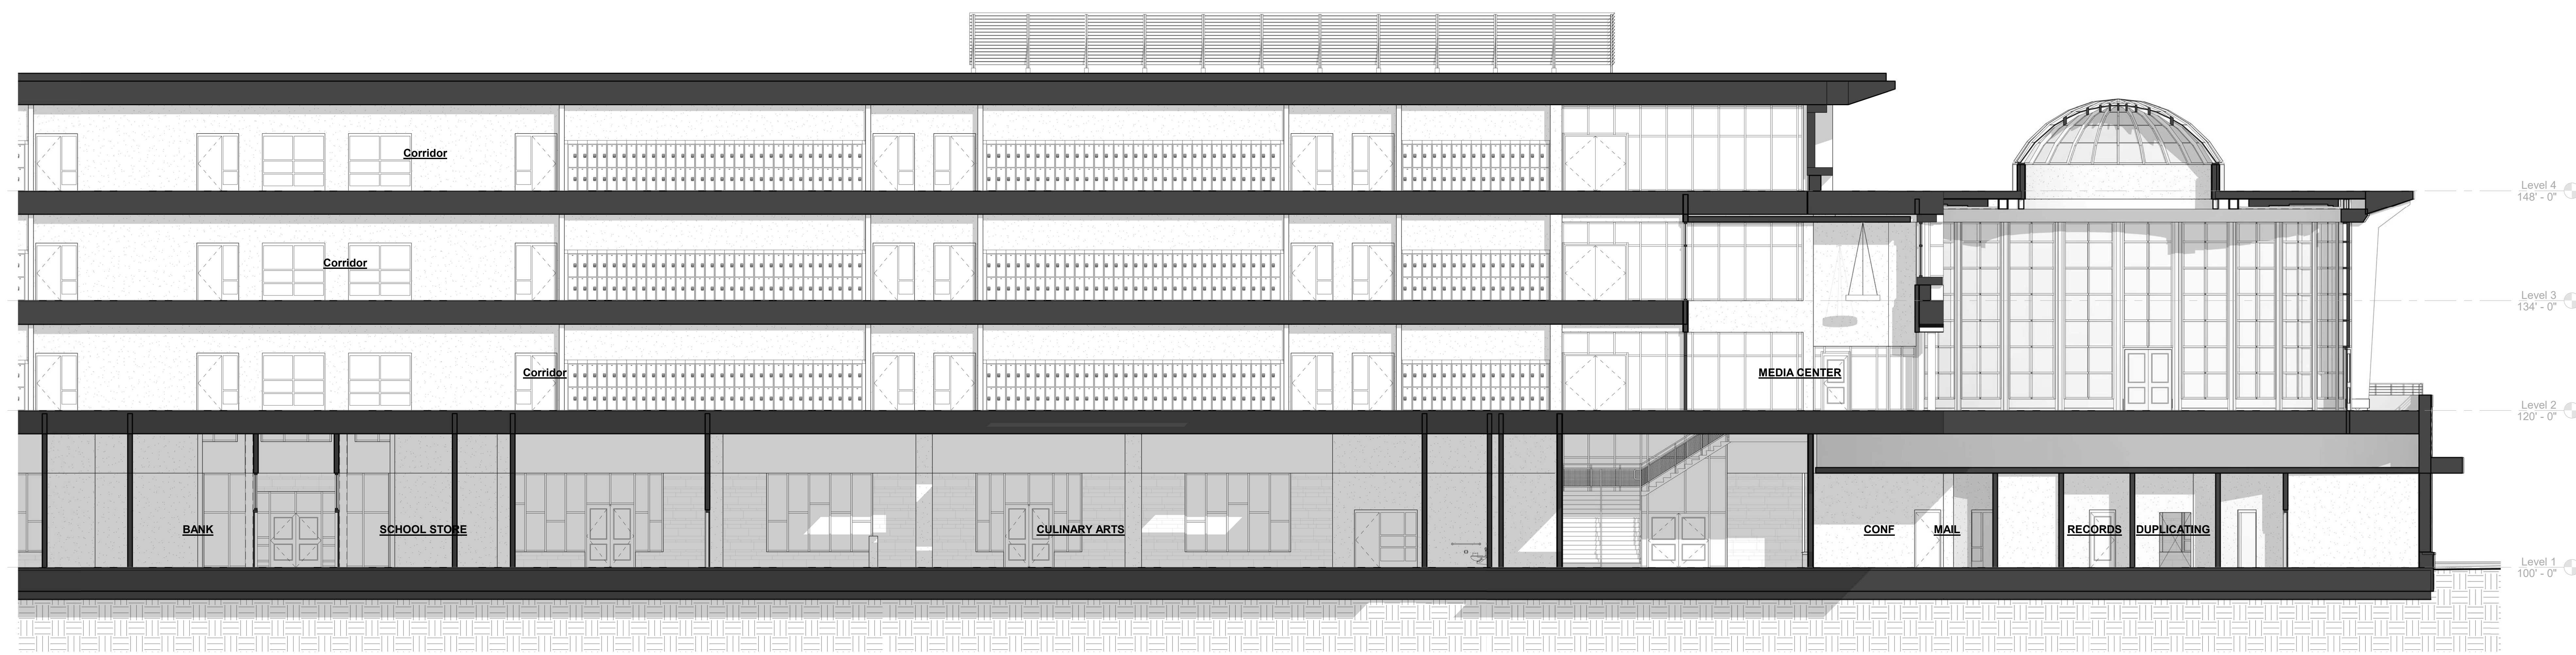 Corridor
Level 4
148' - 0"
Corridor
Level 3
134' - 0"
Corridor
MEDIA CENTER
Level 2
120' - 0"
BANK
SCHOOL STORE
CULINARY ARTS
CONF
MAIL
RECORDS
DUPLICATING
Level 1
100' - 0"